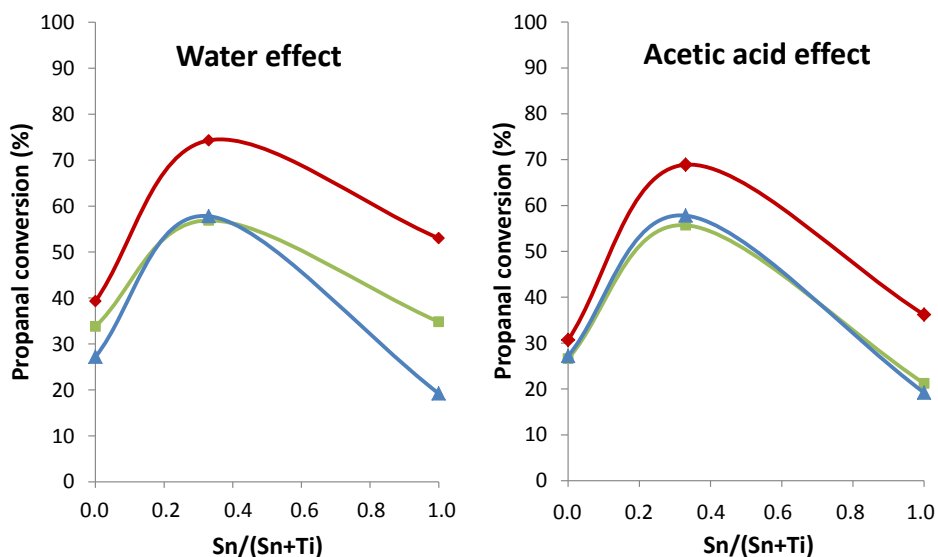 Water effect
Propanal conversion (%)
100
90
80
70
60
50
40
30
20
10
0
0.0 0.2 0.4 0.6 0.8 1.0
Sn/(Sn+Ti)
Acetic acid effect
Propanal conversion (%)
100
90
80
70
60
50
40
30
20
10
0
0.0 0.2 0.4 0.6 0.8 1.0
Sn/(Sn+Ti)